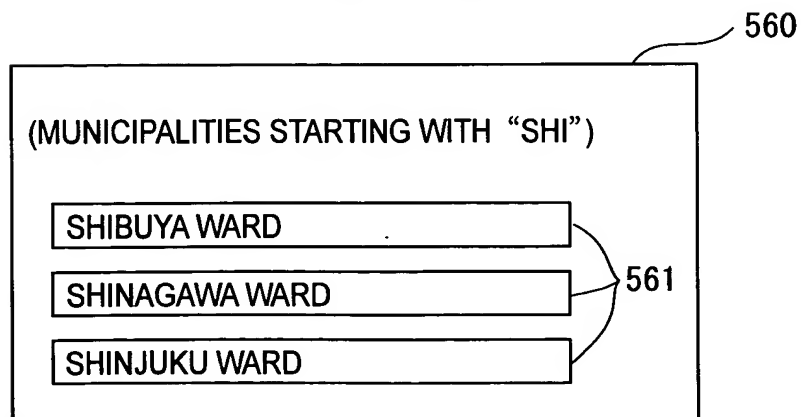 560
(MUNICIPALITIES STARTING WITH “SHI”)
SHIBUYA WARD
SHINAGAWA WARD
561
SHINJUKU WARD